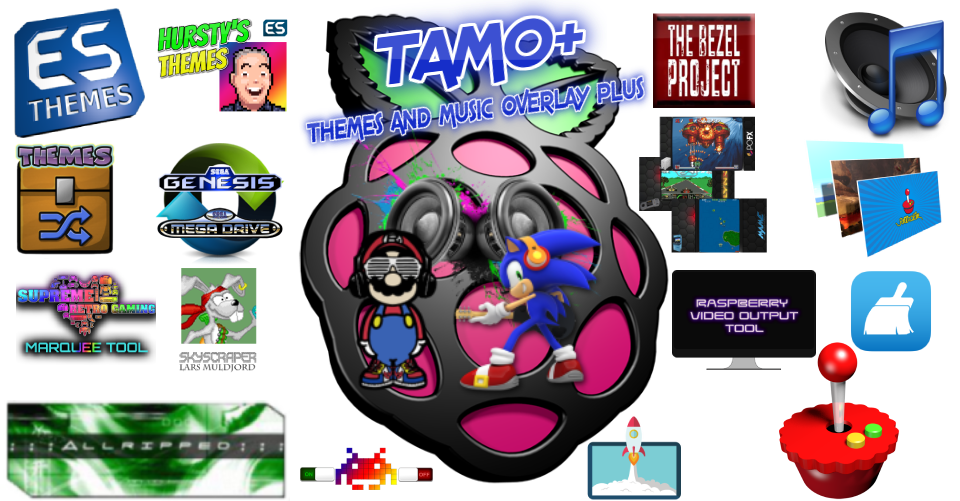 ES
THEMES
HURSTY'S
ES
THEMES
TAMO+
THEMES AND MUSIC OVERLAY PLUS
THE BEZEL
PROJECT
THEMES
SEGA
GENESIS
MEGA DRIVE
MAME
SUPREME
RETRO GAMING
MARQUEE TOOL
SKYSCRAPER
LARS MULDJORD
RASPBERRY
VIDEO OUTPUT
TOOL
:::ALLRIPPED:::
ON
OFF